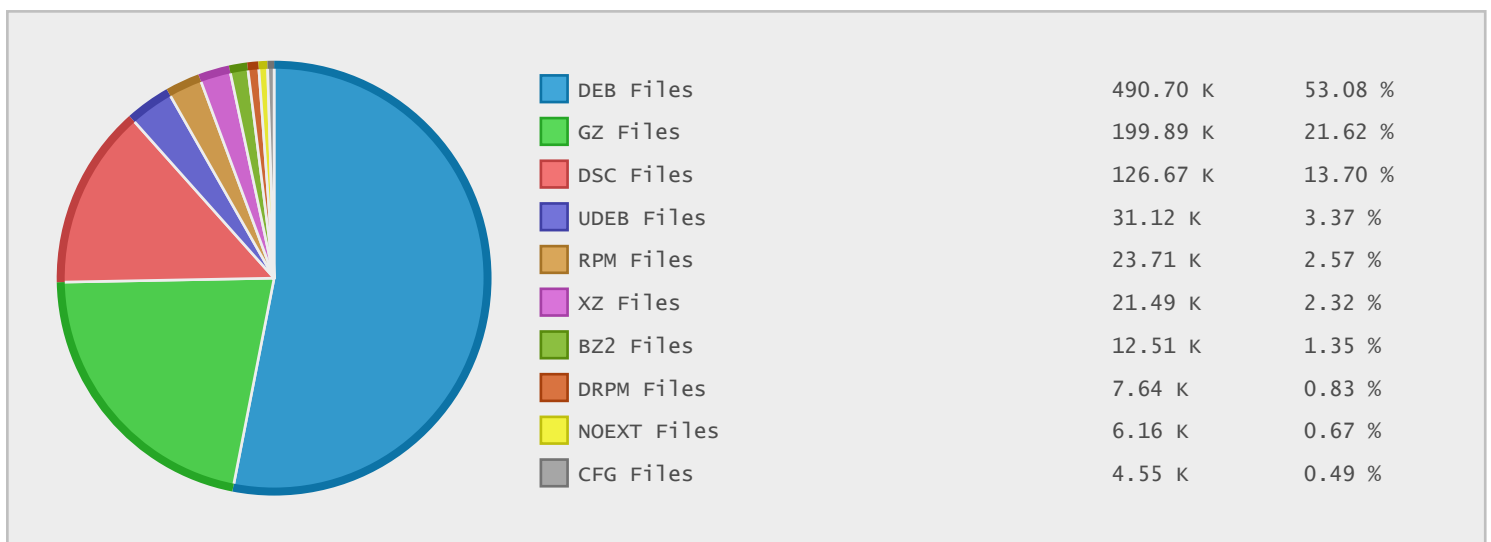 DEB Files 490.70 K 53.08 %
GZ Files 199.89 K 21.62 %
DSC Files 126.67 K 13.70 %
UDEB Files 31.12 K 3.37 %
RPM Files 23.71 K 2.57 %
XZ Files 21.49 K 2.32 %
BZ2 Files 12.51 K 1.35 %
DRPM Files 7.64 K 0.83 %
NOEXT Files 6.16 K 0.67 %
CFG Files 4.55 K 0.49 %